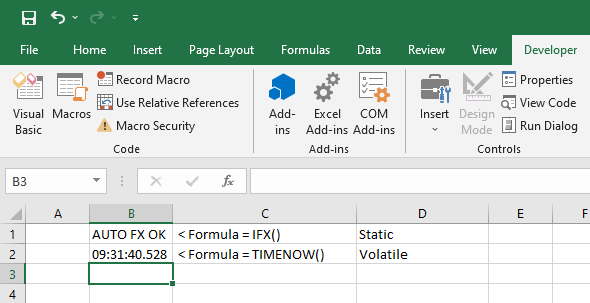 File Home Insert Page Layout Formulas Data Review View Developer
Visual Basic
Macros
Record Macro
Use Relative References
Macro Security
Code
Add-ins
Excel Add-ins
COM Add-ins
Add-ins
Insert
Design Mode
Properties
View Code
Run Dialog
Controls
B3 fx
A B C D E F
1 AUTO FX OK < Formula = IFX() Static
2 09:31:40.528 < Formula = TIMENOW() Volatile
3
4